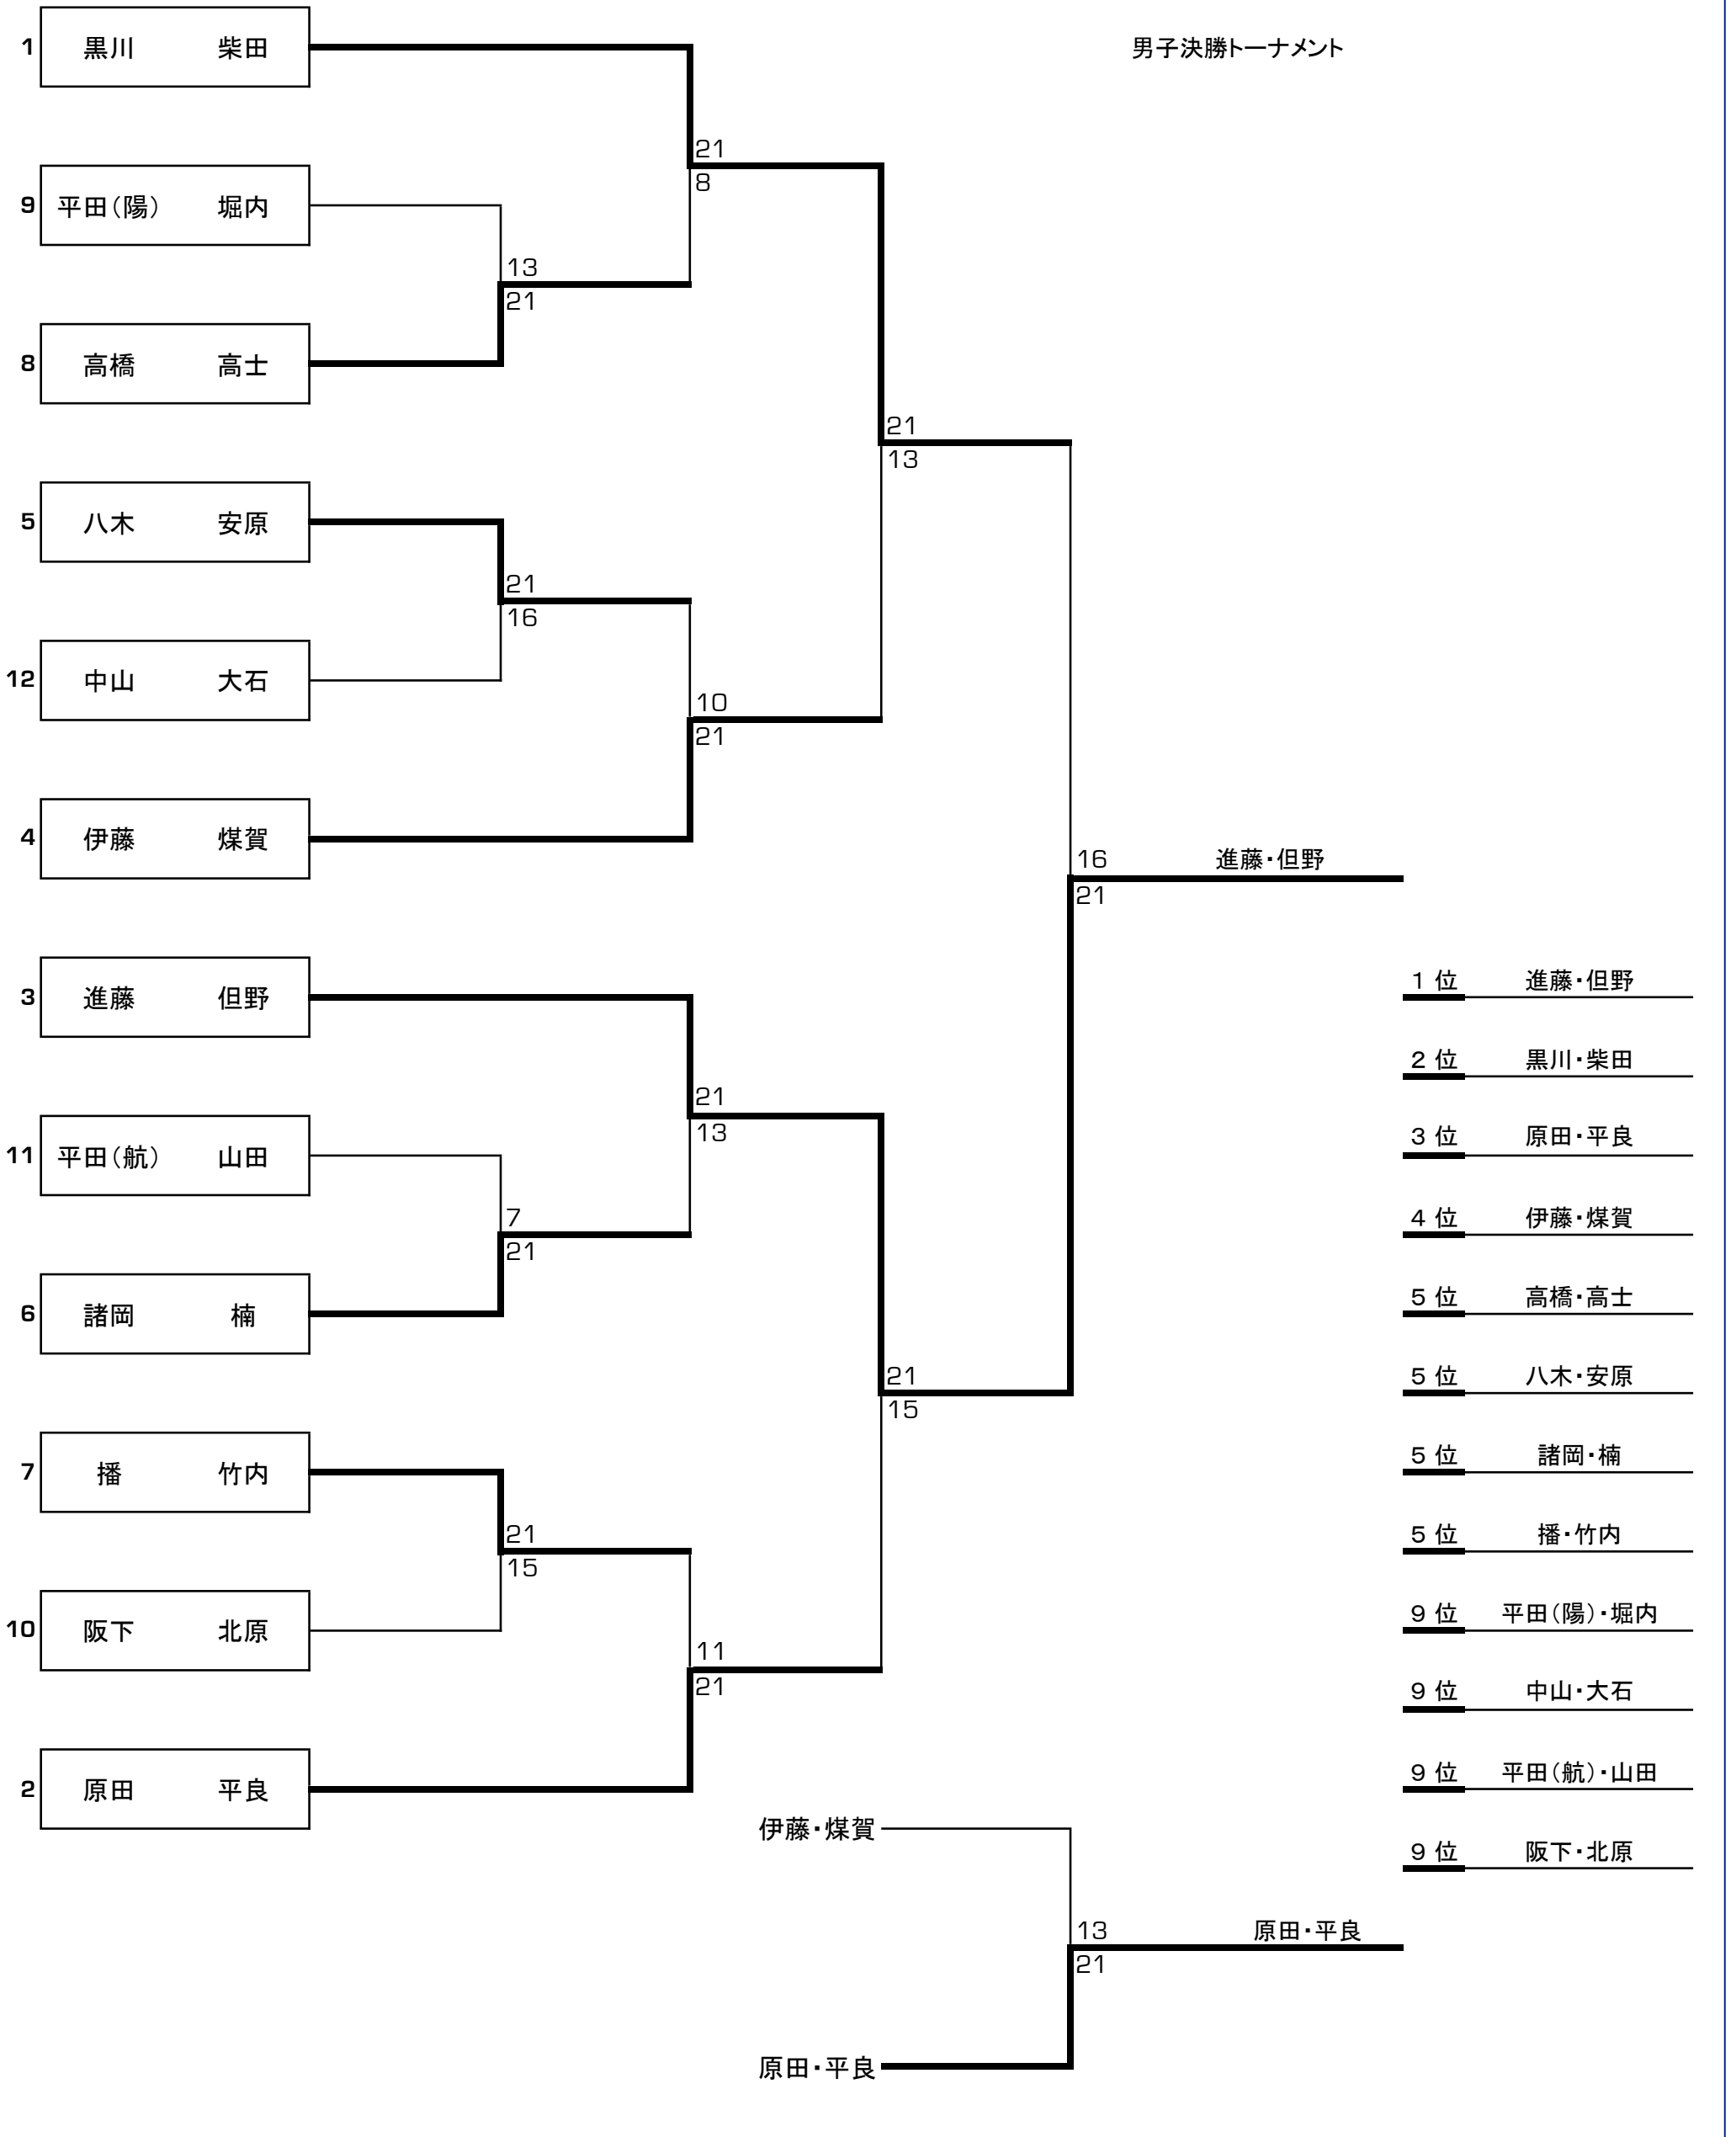 男子決勝トーナメント
1 黒川 柴田
21
8
9 平田(陽) 堀内
13
21
8 高橋 高士
21
13
5 八木 安原
21
16
12 中山 大石
10
21
4 伊藤 煤賀
16 進藤・但野
21
3 進藤 但野
21
13
11 平田(航) 山田
7
21
6 諸岡 楠
21
15
7 播 竹内
21
15
10 阪下 北原
11
21
2 原田 平良
1 位 進藤・但野
2 位 黒川・柴田
3 位 原田・平良
4 位 伊藤・煤賀
5 位 高橋・高士
5 位 八木・安原
5 位 諸岡・楠
5 位 播・竹内
9 位 平田(陽)・堀内
9 位 中山・大石
9 位 平田(航)・山田
9 位 阪下・北原
伊藤・煤賀
13 原田・平良
21
原田・平良